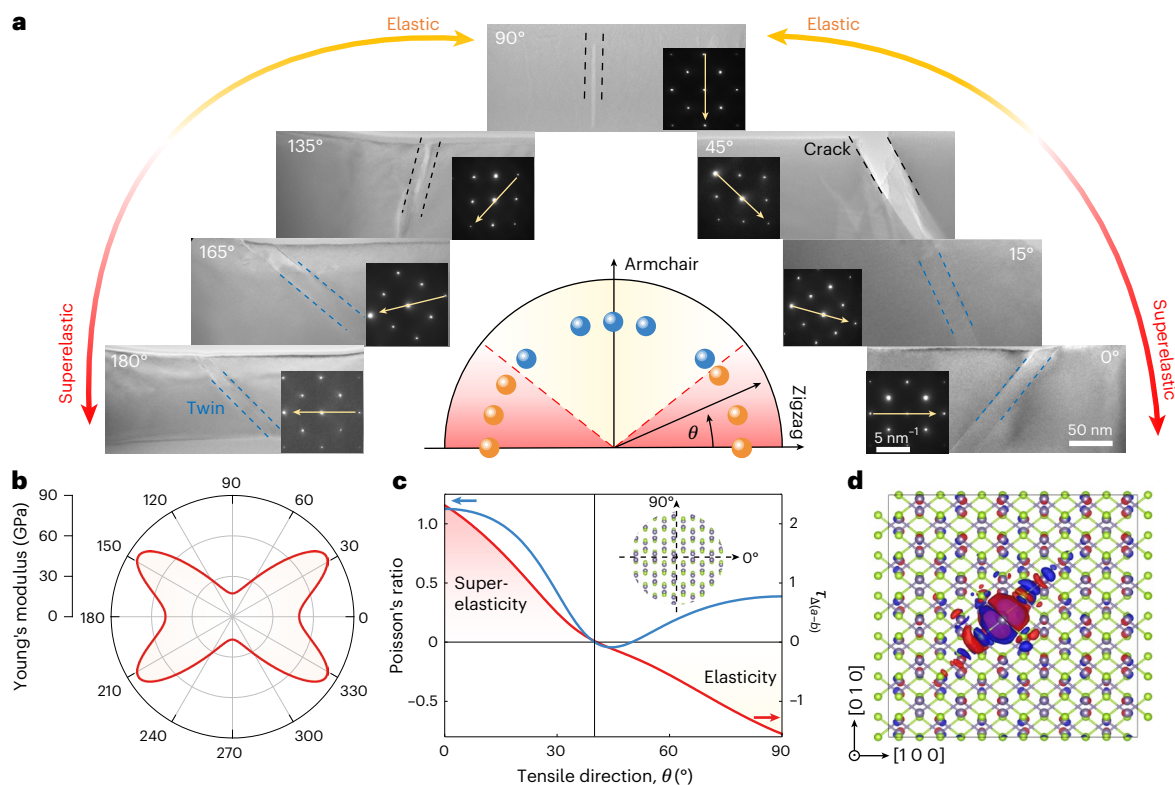 a
Elastic
Elastic
90°
135°
45°
Crack
165°
15°
Armchair
Superelastic
Superelastic
180°
0°
Twin
Zigzag
θ
5 nm⁻¹
50 nm
b
c
d
90
60
30
0
Young's modulus (GPa)
90
120
60
150
30
180
0
210
330
240
300
270
Poisson's ratio
1.0
0.5
0
−0.5
90°
0°
Super-
elasticity
Elasticity
2
1
0
−1
τΔ(a−b)
0
30
60
90
Tensile direction, θ (°)
[0 1 0]
[1 0 0]